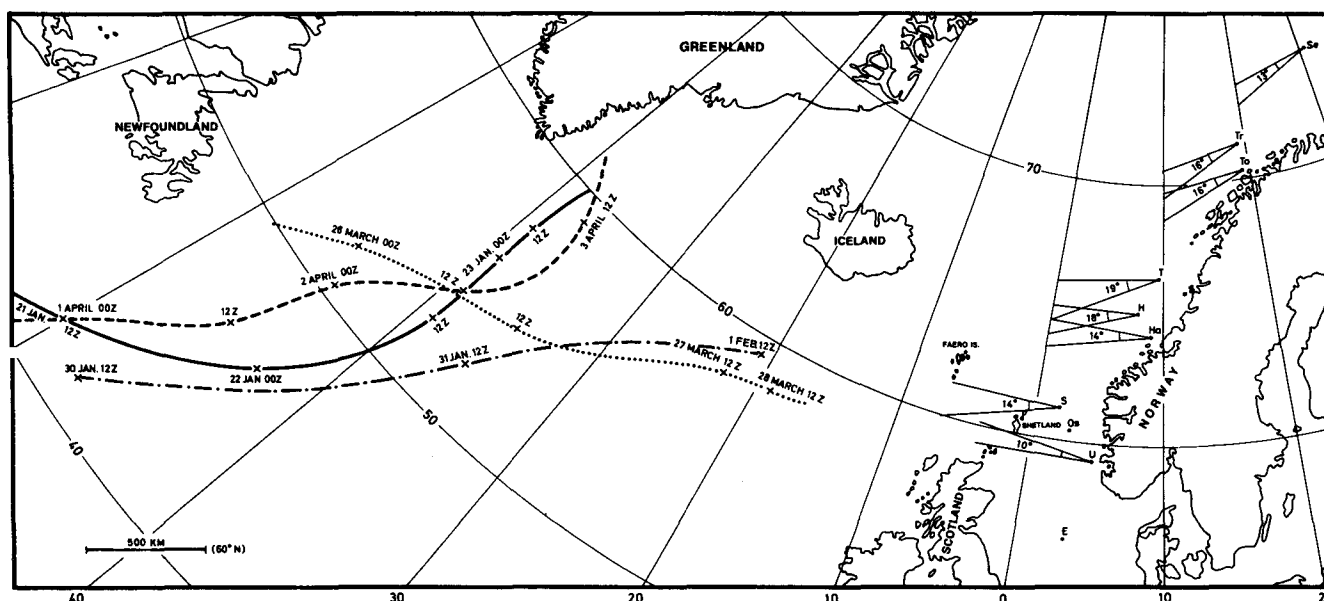 GREENLAND
Se
13°
NEWFOUNDLAND
Tr
16°
To
16°
70
ICELAND
26 MARCH 00Z
12 Z
23 JAN. 00Z
12 Z
3 APRIL 12 Z
2 APRIL 00Z
1 APRIL 00Z
21 JAN.
12Z
12 Z
12 Z
12 Z
T
19°
H
18°
Ha
14°
60
30 JAN. 12Z
22 JAN 00Z
31 JAN. 12Z
1 FEB. 12Z
27 MARCH 12 Z
28 MARCH 12 Z
FAERO IS.
NORWAY
50
40
S
14°
SHETLAND
Os
U
10°
SCOTLAND
E
500 KM
(60° N)
40
30
20
10
0
10